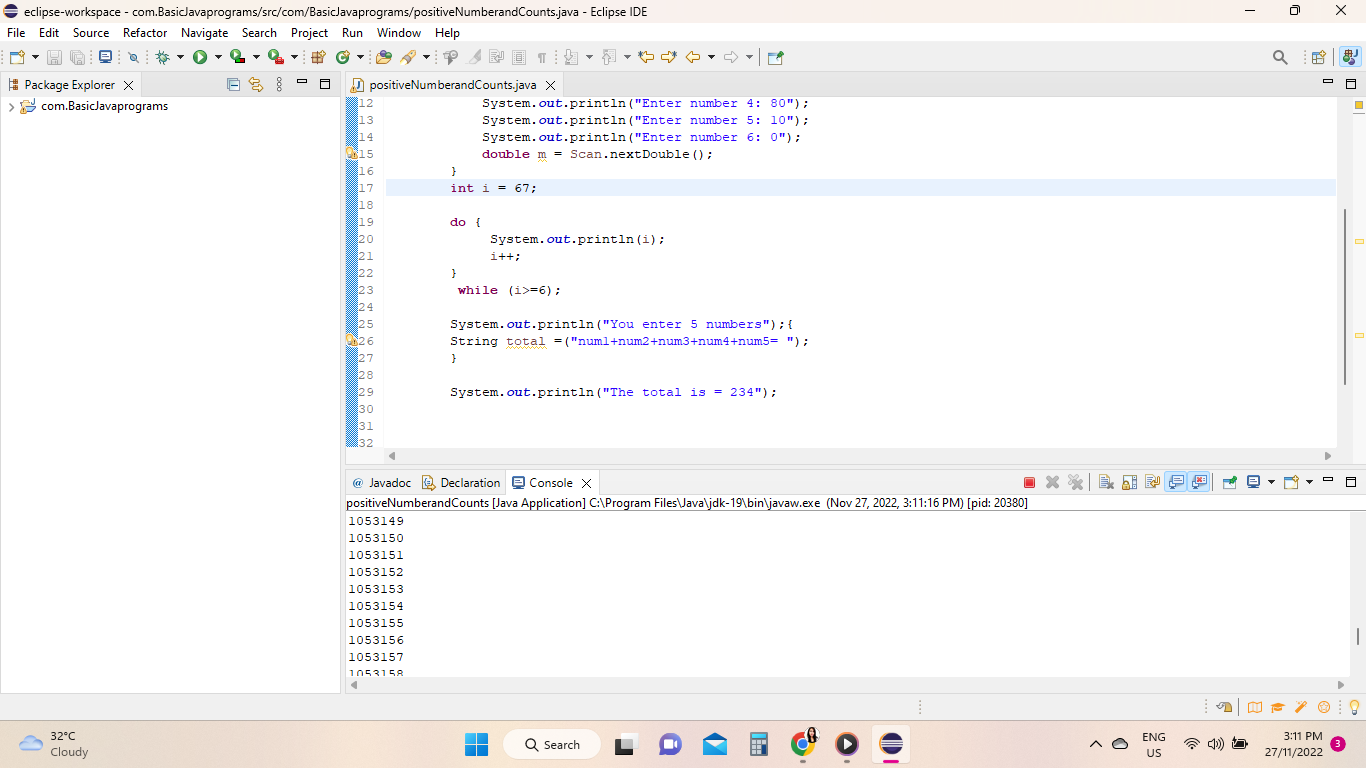 eclipse-workspace - com.BasicJavaprograms/src/com/BasicJavaprograms/positiveNumberandCounts.java - Eclipse IDE
File Edit Source Refactor Navigate Search Project Run Window Help
Package Explorer
com.BasicJavaprograms
positiveNumberandCounts.java
12 System.out.println("Enter number 4: 80");
13 System.out.println("Enter number 5: 10");
14 System.out.println("Enter number 6: 0");
15 double m = Scan.nextDouble();
16 }
17 int i = 67;
18
19 do {
20 System.out.println(i);
21 i++;
22 }
23 while (i>=6);
24
25 System.out.println("You enter 5 numbers");{
26 String total =("num1+num2+num3+num4+num5= ");
27 }
28
29 System.out.println("The total is = 234");
30
31
32
@ Javadoc Declaration Console
positiveNumberandCounts [Java Application] C:\Program Files\Java\jdk-19\bin\javaw.exe (Nov 27, 2022, 3:11:16 PM) [pid: 20380]
1053149
1053150
1053151
1053152
1053153
1053154
1053155
1053156
1053157
1053158
32°C
Cloudy
Search
ENG
US
3:11 PM
27/11/2022
3